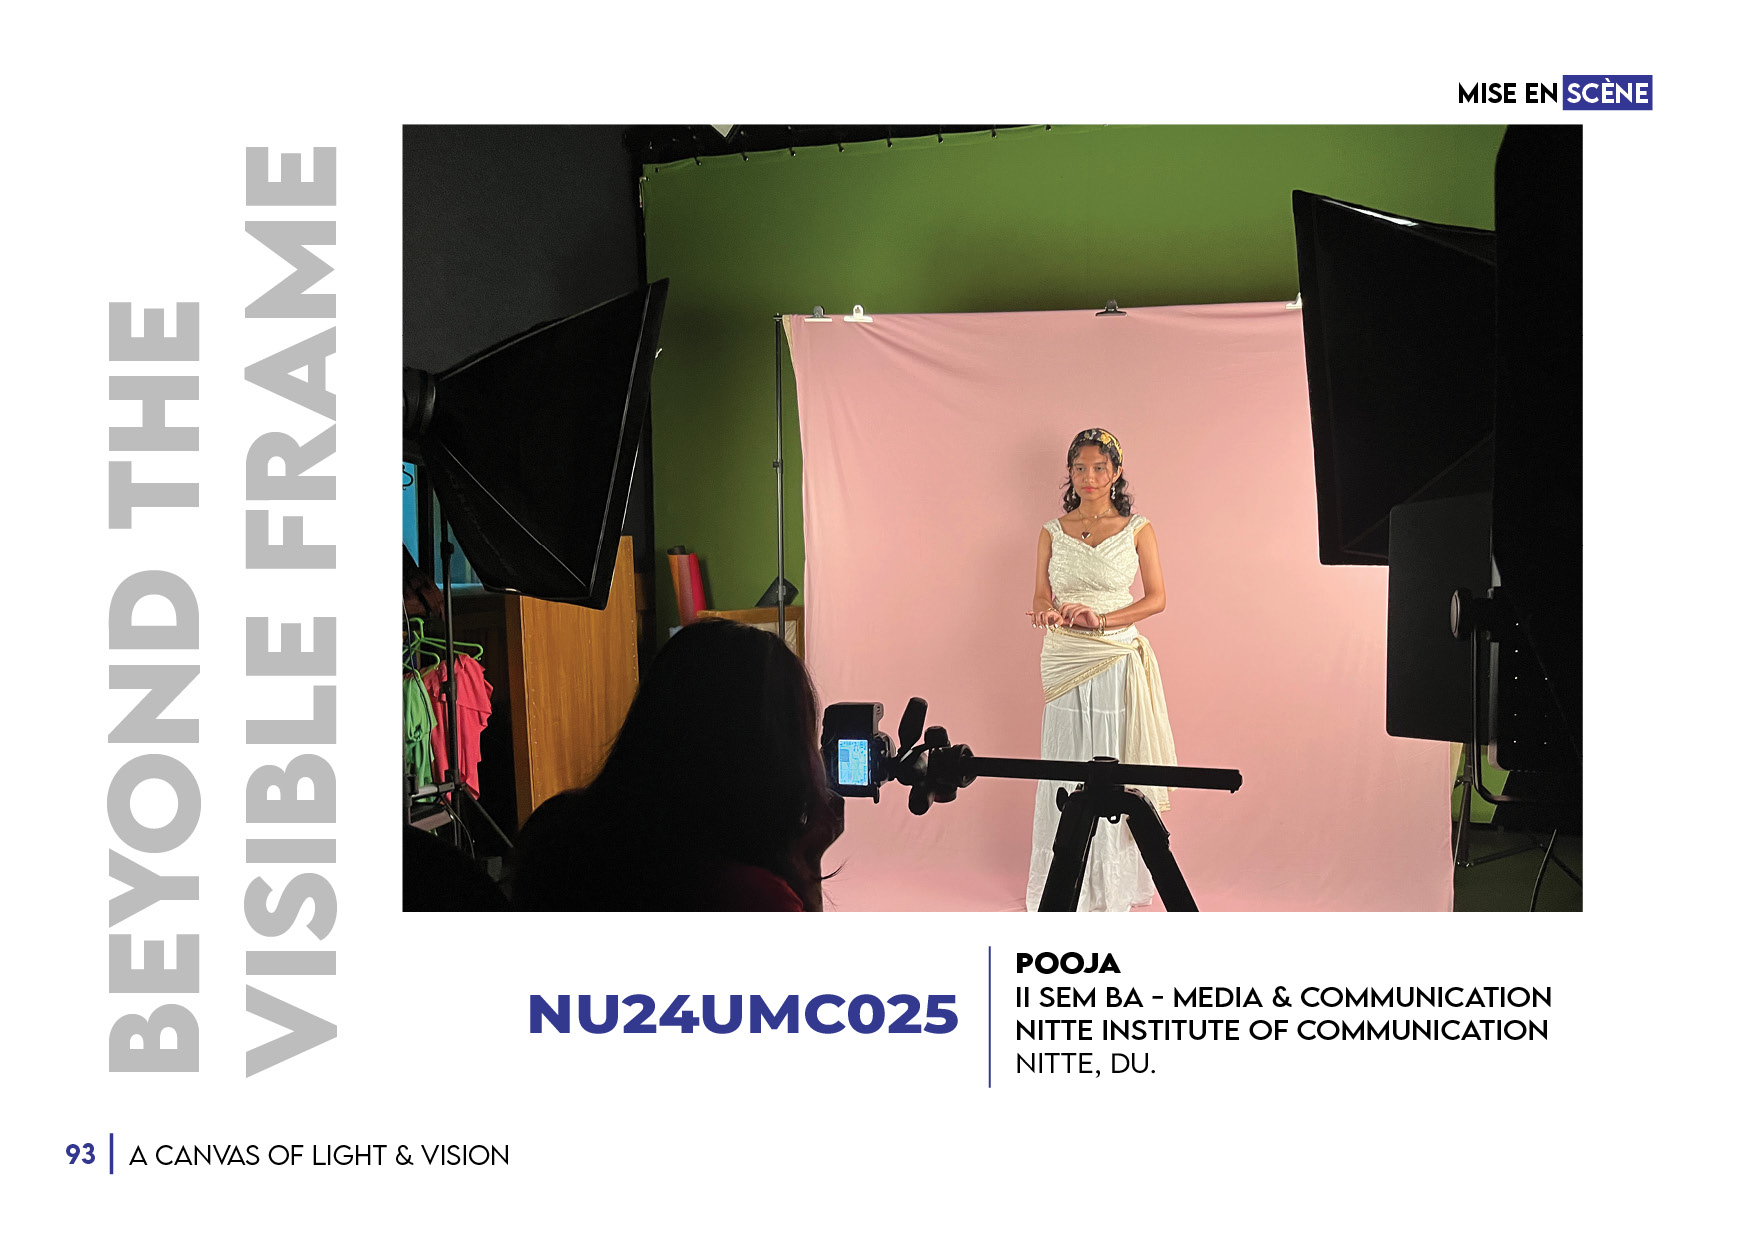 MISE EN SCÈNE
BEYOND THE
VISIBLE FRAME
NU24UMC025
POOJA
II SEM BA - MEDIA & COMMUNICATION
NITTE INSTITUTE OF COMMUNICATION
NITTE, DU.
93 | A CANVAS OF LIGHT & VISION